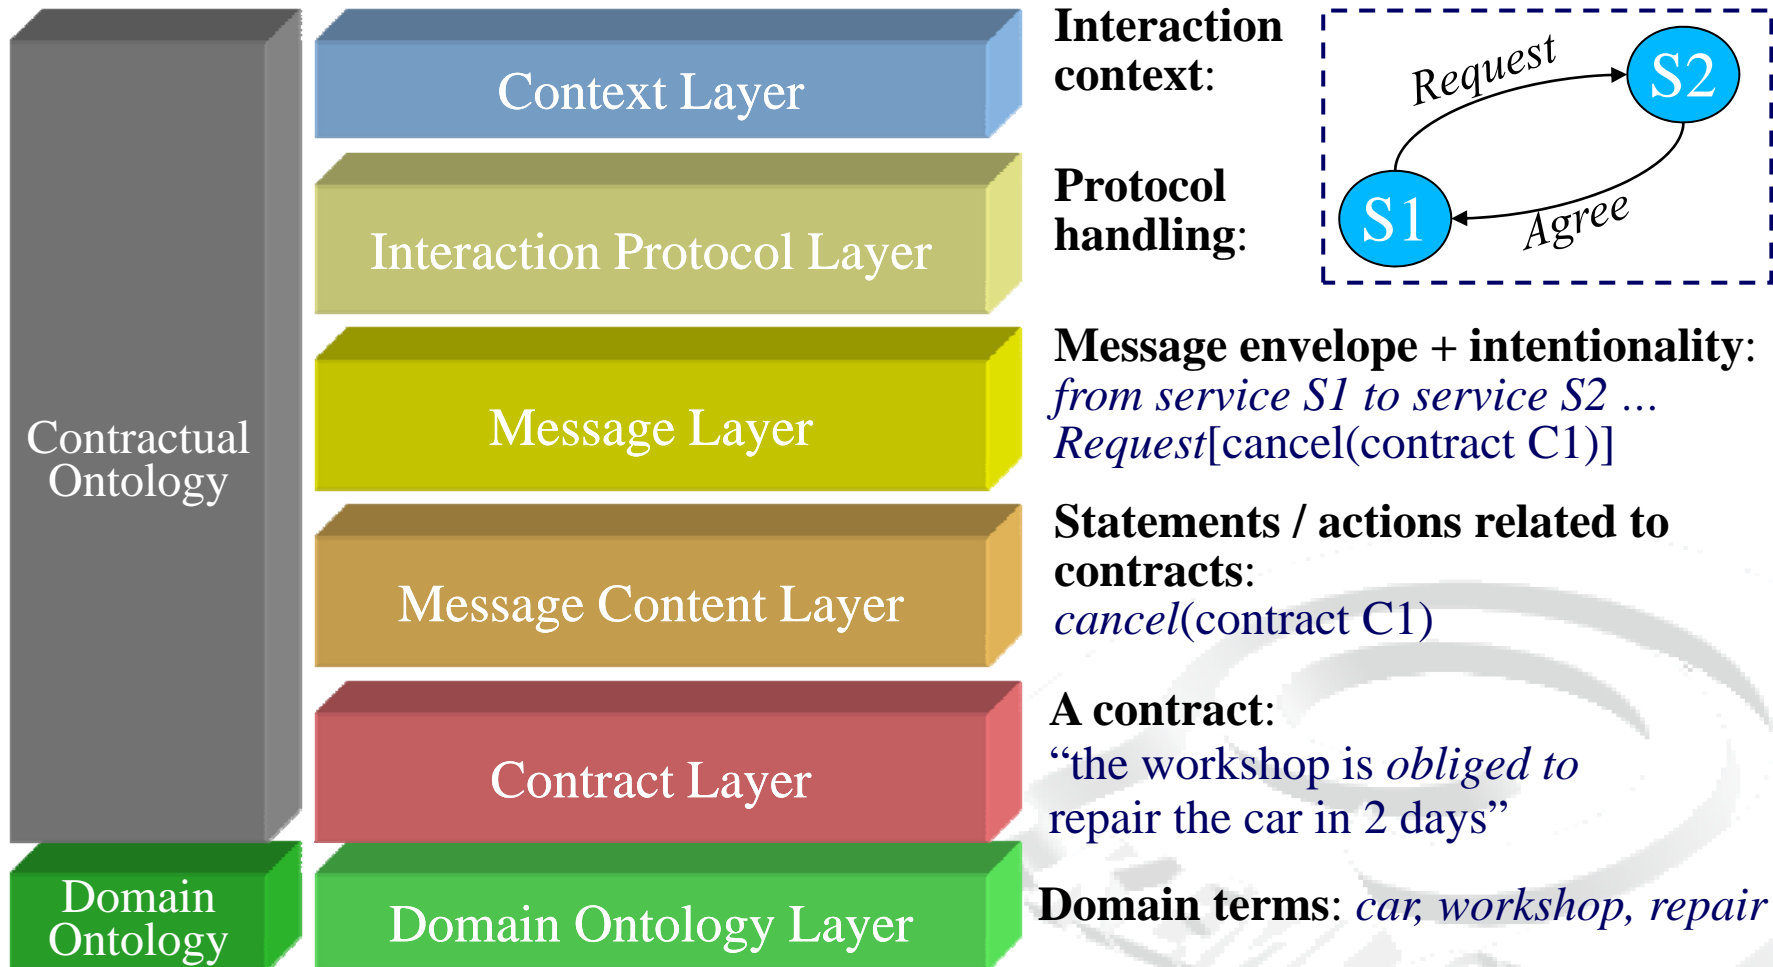 Contractual
Ontology
Domain
Ontology
Context Layer
Interaction Protocol Layer
Message Layer
Message Content Layer
Contract Layer
Domain Ontology Layer
Interaction
context:
Request
S2
S1
Agree
Protocol
handling:
Message envelope + intentionality:
from service S1 to service S2 ...
Request[cancel(contract C1)]
Statements / actions related to
contracts:
cancel(contract C1)
A contract:
“the workshop is obliged to
repair the car in 2 days”
Domain terms: car, workshop, repair